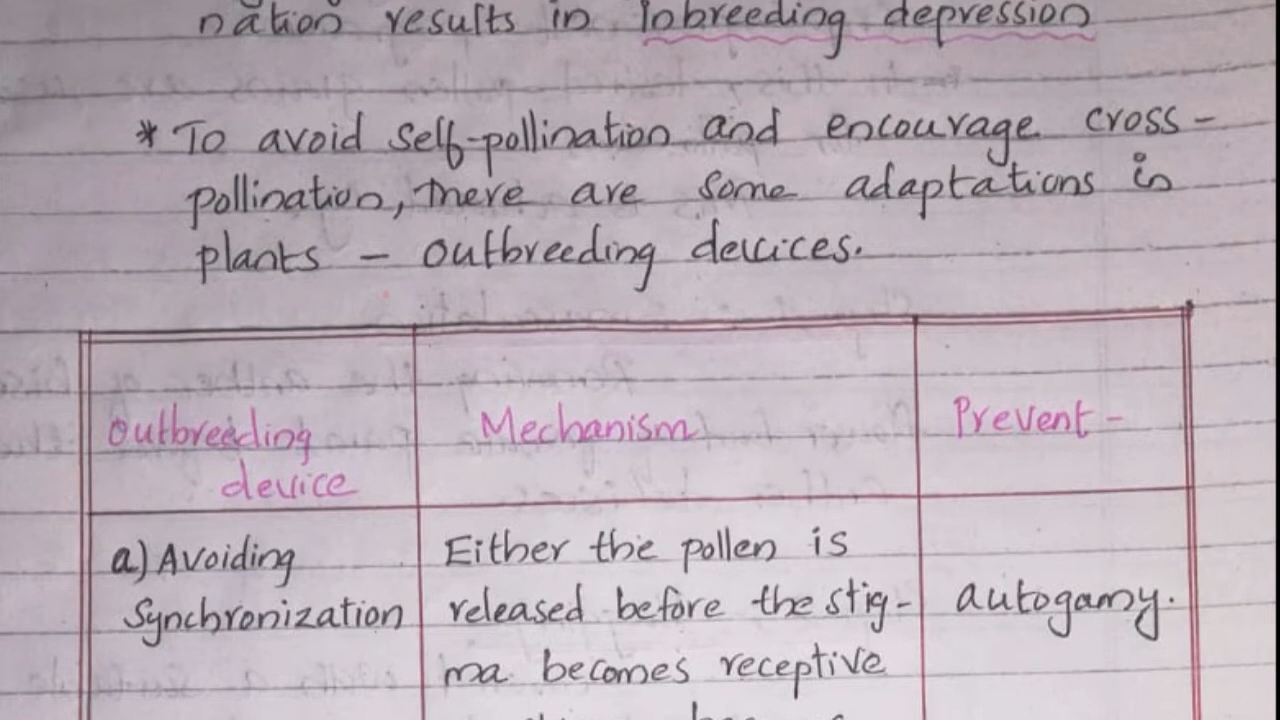 nation results in Inbreeding depression
* To avoid self-pollination and encourage cross-
pollination, there are some adaptations in
plants - outbreeding devices.
Outbreeding
device
Mechanism
Prevent -
a) Avoiding
Synchronization
Either the pollen is
released before the stig-
ma becomes receptive
autogamy.